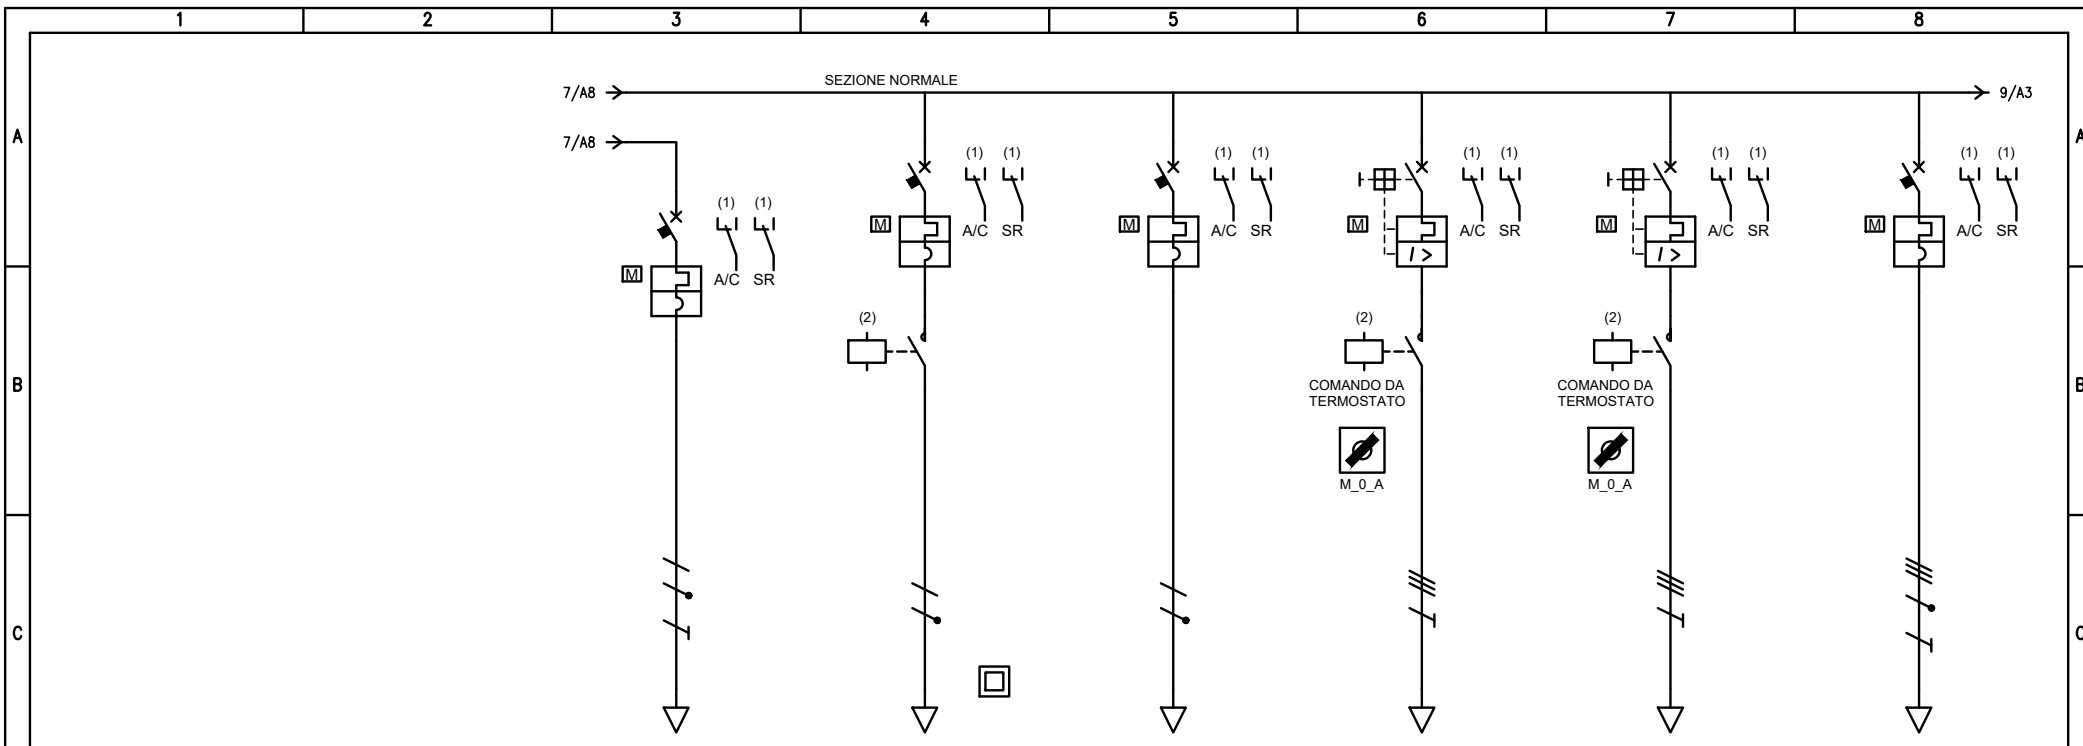 1 2 3 4 5 6 7 8
SEZIONE NORMALE
7/A8 9/A3
A A
7/A8
(1) (1) (1) (1) (1) (1) (1) (1) (1) (1)
(1) (1)
M A/C SR M A/C SR M A/C SR M A/C SR M A/C SR
I > I >
M A/C SR
(2) (2) (2)
COMANDO DA COMANDO DA
B B
TERMOSTATO TERMOSTATO
M_0_A M_0_A
C C